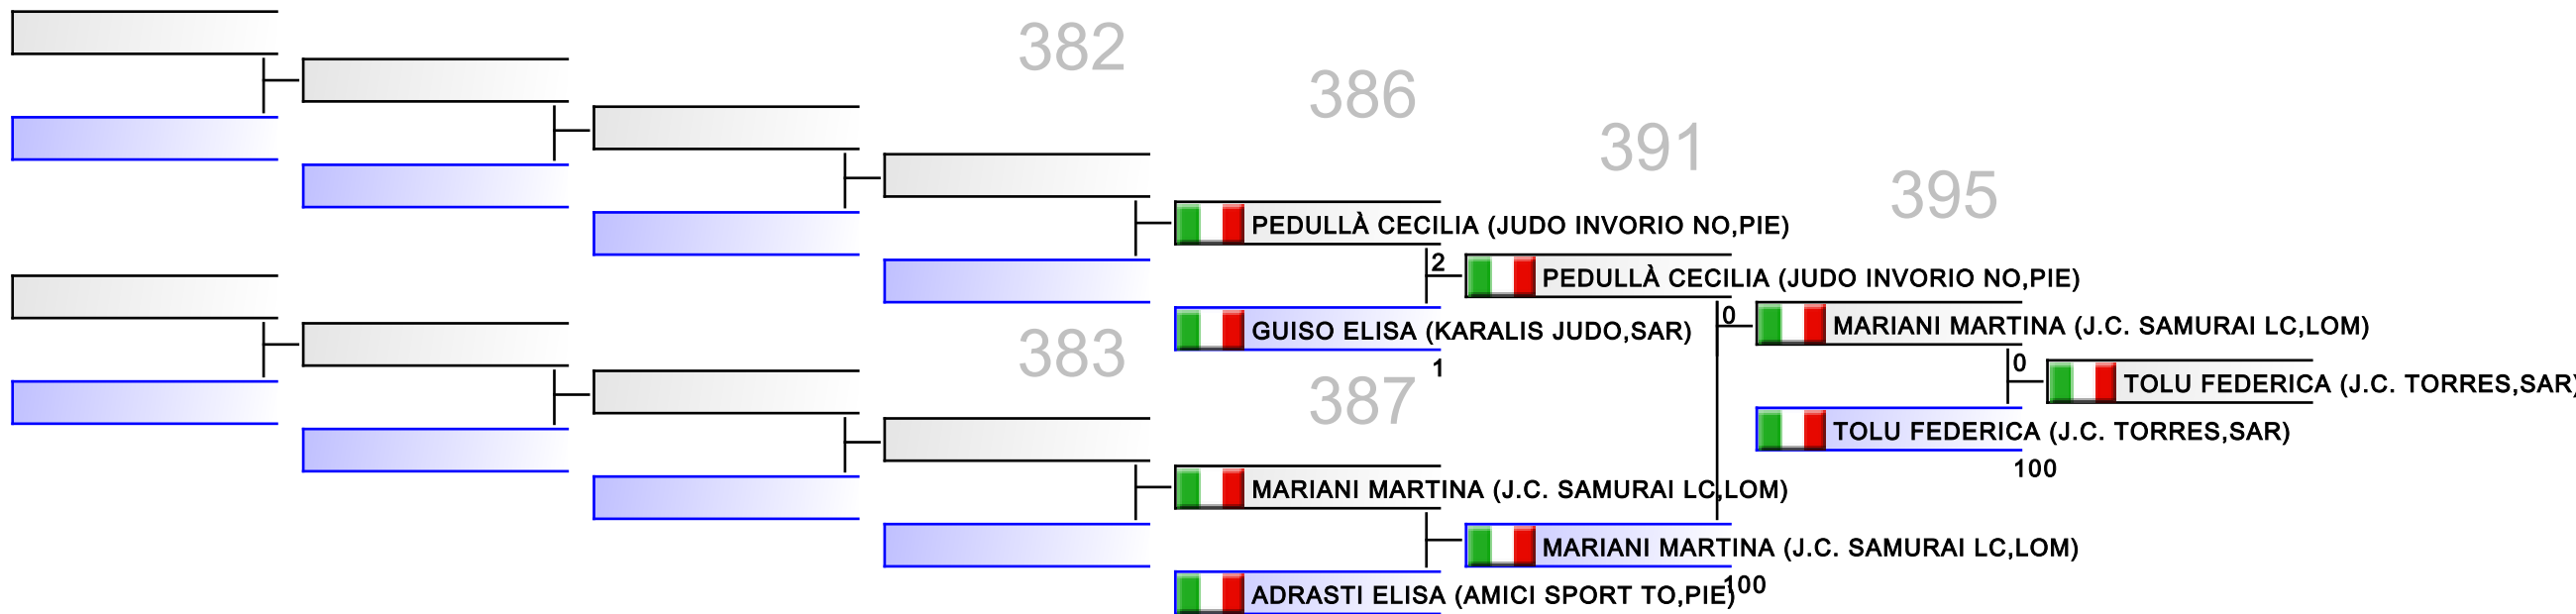 382
386
391
395
PEDULLÀ CECILIA (JUDO INVORIO NO,PIE)
2
PEDULLÀ CECILIA (JUDO INVORIO NO,PIE)
GUISO ELISA (KARALIS JUDO,SAR)
1
0
MARIANI MARTINA (J.C. SAMURAI LC,LOM)
0
TOLU FEDERICA (J.C. TORRES,SAR)
TOLU FEDERICA (J.C. TORRES,SAR)
100
383
387
MARIANI MARTINA (J.C. SAMURAI LC,LOM)
MARIANI MARTINA (J.C. SAMURAI LC,LOM)
100
ADRASTI ELISA (AMICI SPORT TO,PIE)